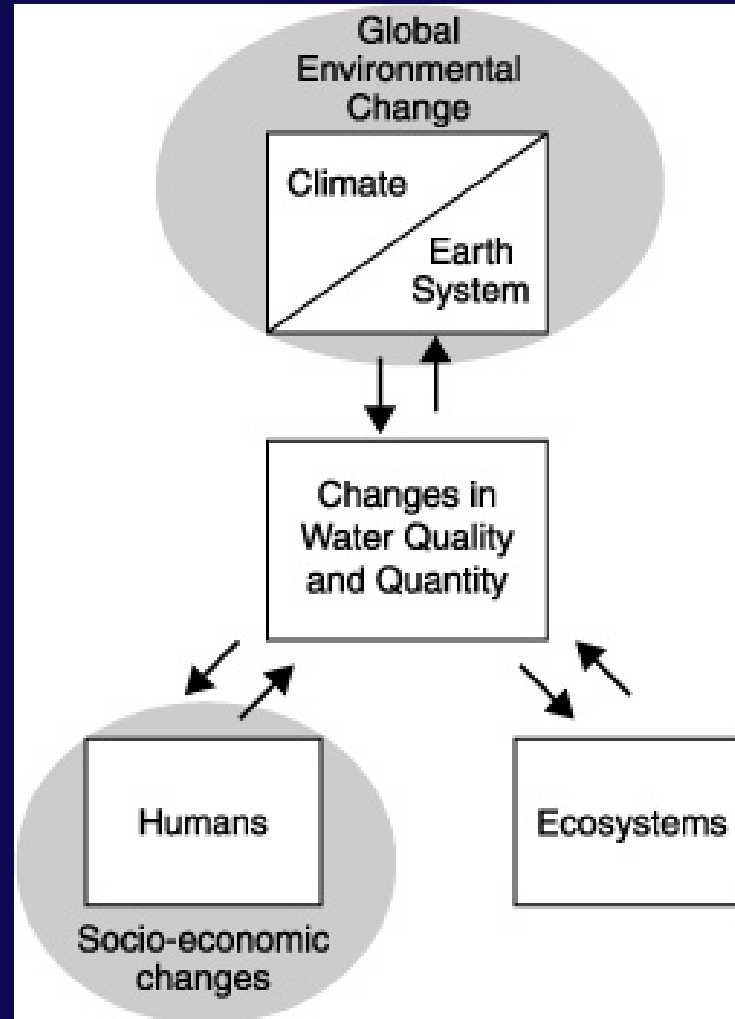 Global
Environmental
Change
Climate
Earth
System
Changes in
Water Quality
and Quantity
Humans
Ecosystems
Socio-economic
changes